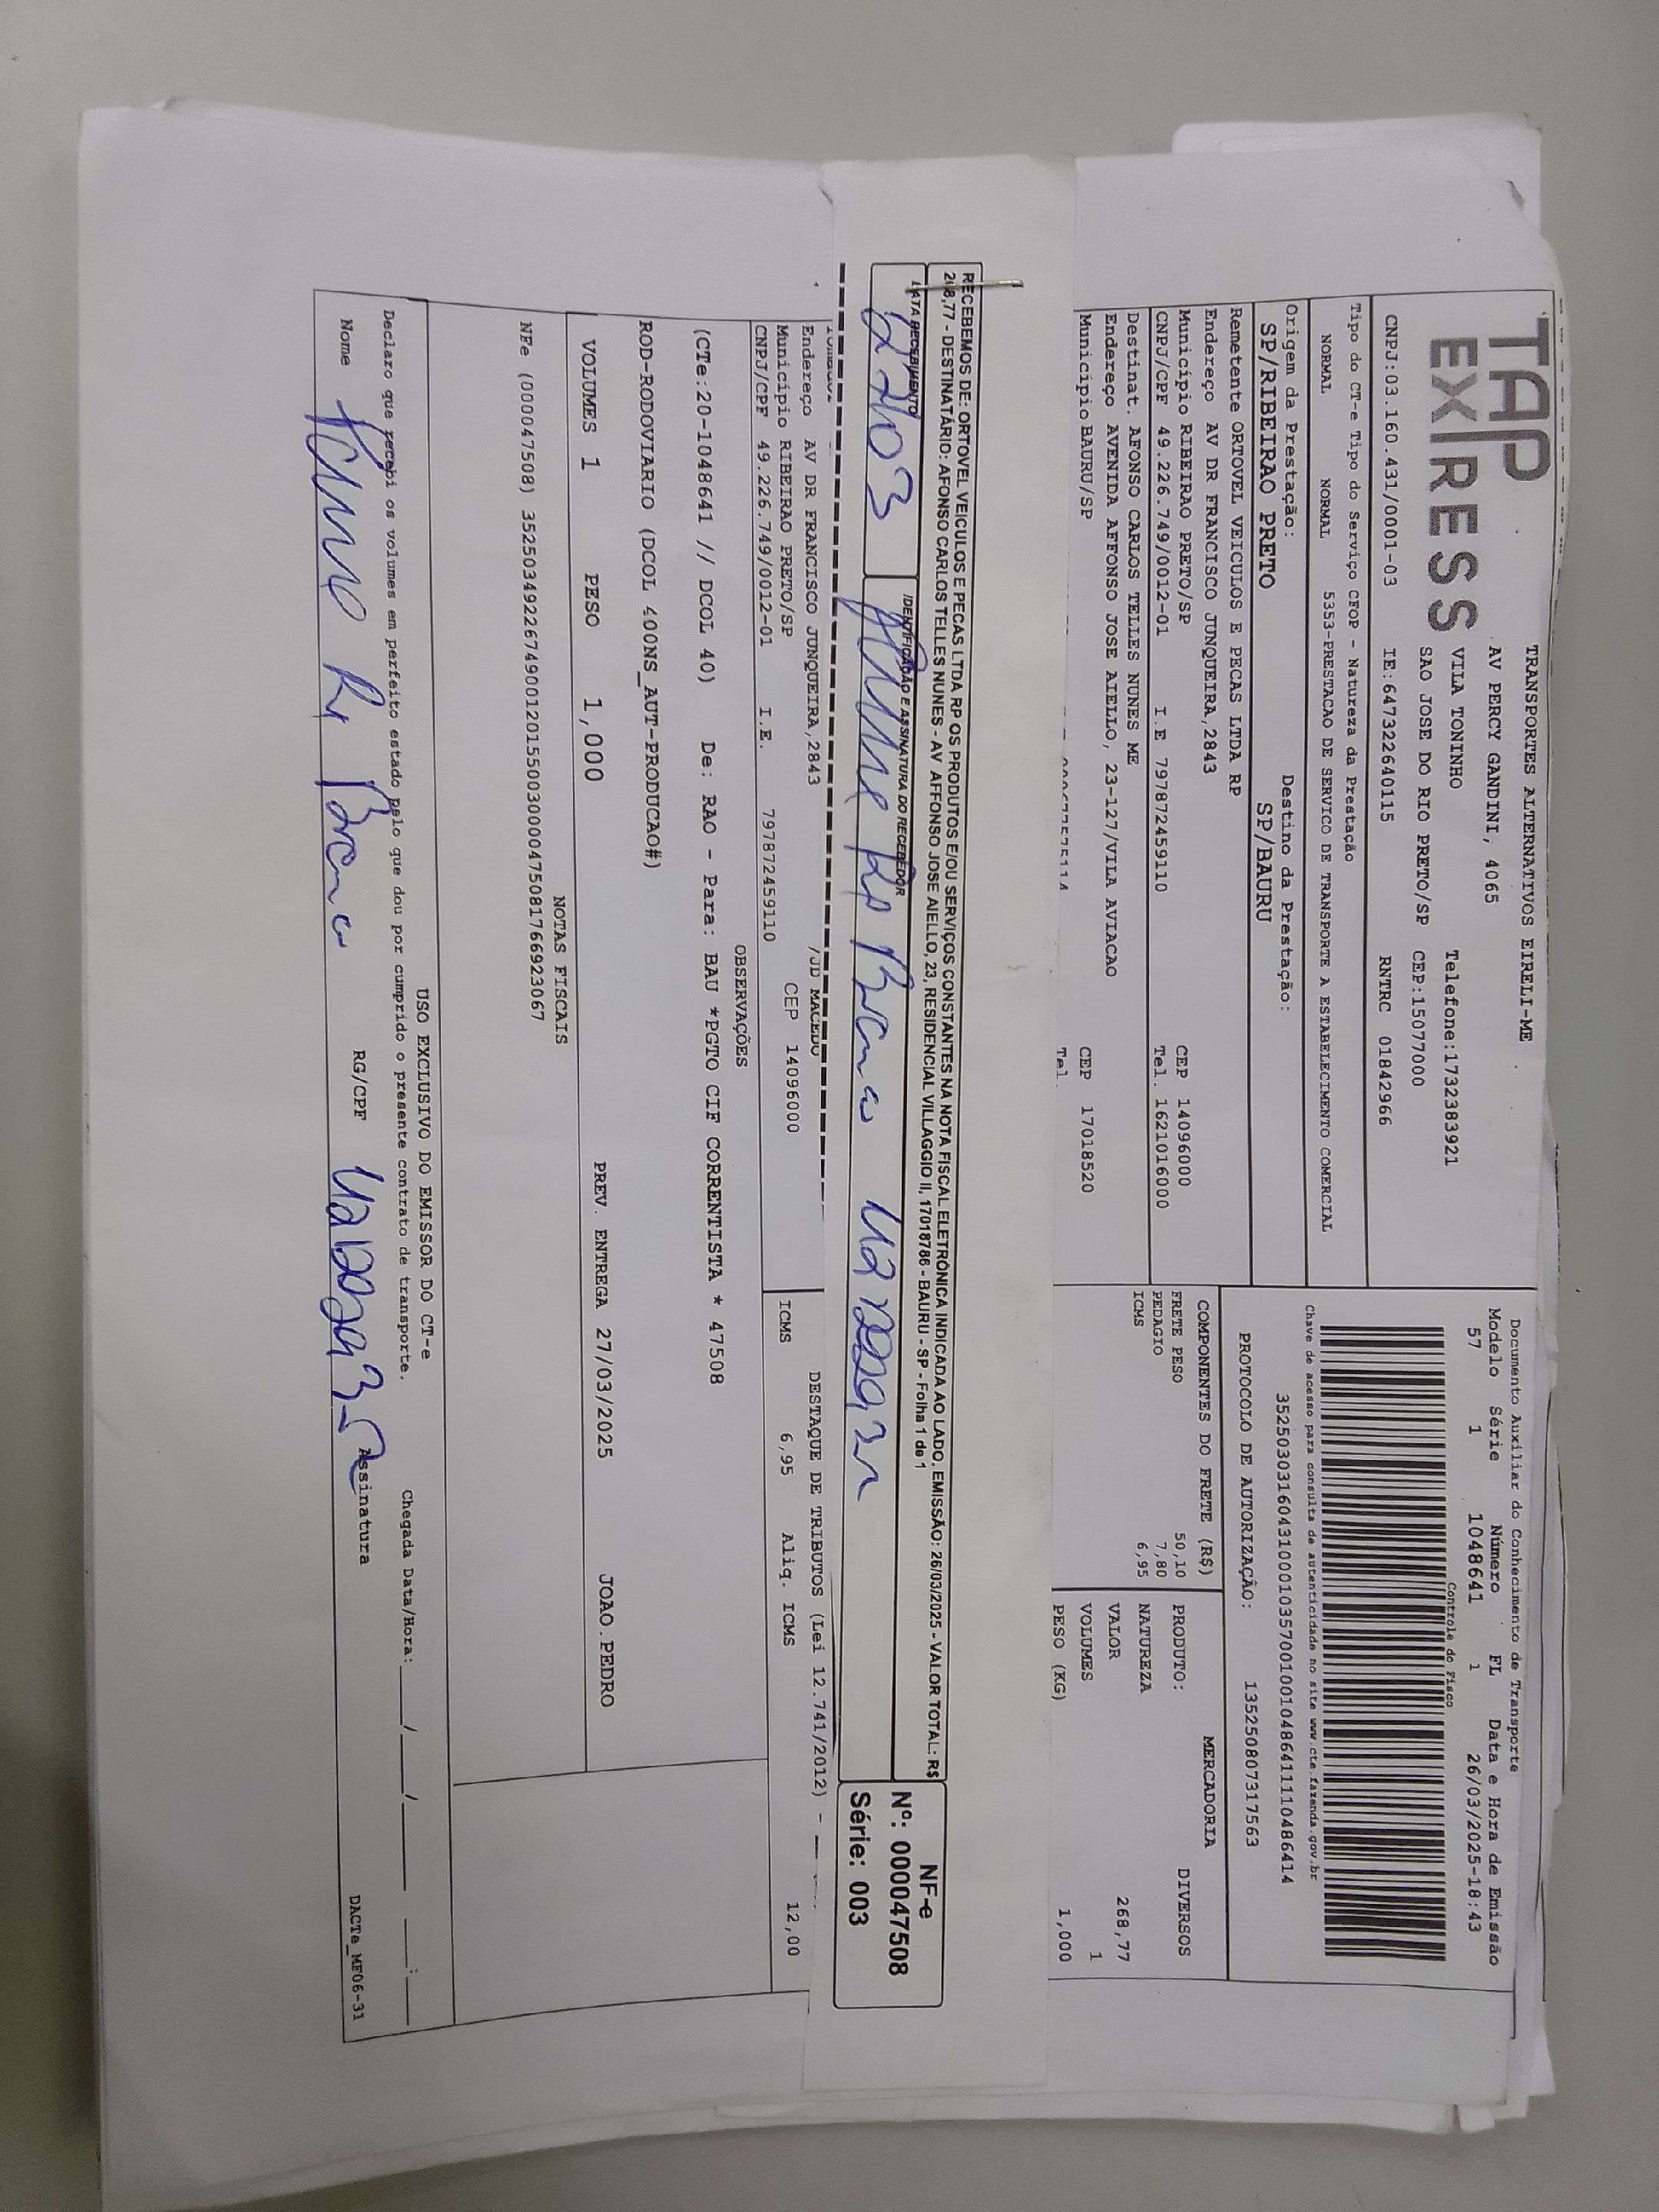 TAP
EXPRESS
TRANSPORTES ALTERNATIVOS EIRELI-ME
AV PERCY GANDINI, 4065
VILA TONINHO Telefone:1732383921
SAO JOSE DO RIO PRETO/SP CEP:15077000
CNPJ:03.160.431/0001-03 IE:647322640115 RNTRC 01842966
Documento Auxiliar do Conhecimento de Transporte
Modelo Série Número FL Data e Hora de Emissão
57 1 1048641 1 26/03/2025-18:43
Controle do Fisco
Chave de acesso para consulta de autenticidade no site www.cte.fazenda.gov.br
35250303160431000103570010010486411110486414
PROTOCOLO DE AUTORIZAÇÃO: 135250807317563
Tipo do CT-e Tipo do Serviço CFOP - Natureza da Prestação
NORMAL NORMAL 5353-PRESTACAO DE SERVICO DE TRANSPORTE A ESTABELECIMENTO COMERCIAL
Origem da Prestação: Destino da Prestação:
SP/RIBEIRAO PRETO SP/BAURU
Remetente ORTOVEL VEICULOS E PECAS LTDA RP
Endereço AV DR FRANCISCO JUNQUEIRA,2843
Município RIBEIRAO PRETO/SP CEP 14096000
CNPJ/CPF 49.226.749/0012-01 I.E 797872459110 Tel. 1621016000
Destinat. AFONSO CARLOS TELLES NUNES ME
Endereço AVENIDA AFFONSO JOSE AIELLO, 23-127/VILA AVIACAO
Município BAURU/SP CEP 17018520
Tel.
COMPONENTES DO FRETE (R$)
FRETE PESO 50,10
PEDAGIO 7,80
ICMS 6,95
MERCADORIA
PRODUTO: DIVERSOS
NATUREZA
VALOR 268,77
VOLUMES 1
PESO (KG) 1,000
RECEBEMOS DE: ORTOVEL VEICULOS E PECAS LTDA RP OS PRODUTOS E/OU SERVIÇOS CONSTANTES NA NOTA FISCAL ELETRÔNICA INDICADA AO LADO. EMISSÃO: 26/03/2025 - VALOR TOTAL: R$
268,77 - DESTINATÁRIO: AFONSO CARLOS TELLES NUNES - AV AFFONSO JOSE AIELLO, 23, RESIDENCIAL VILLAGGIO II, 17018786 - BAURU - SP - Folha 1 de 1
DATA RECEBIMENTO IDENTIFICAÇÃO E ASSINATURA DO RECEBEDOR
NF-e
Nº: 000047508
Série: 003
Endereço AV DR FRANCISCO JUNQUEIRA,2843 /JD MACEDO
Município RIBEIRAO PRETO/SP CEP 14096000
CNPJ/CPF 49.226.749/0012-01 I.E. 797872459110
DESTAQUE DE TRIBUTOS (Lei 12.741/2012) -
ICMS 6,95 Aliq. ICMS 12,00
OBSERVAÇÕES
(CTe:20-1048641 // DCOL 40) De: RAO - Para: BAU *PGTO CIF CORRENTISTA * 47508
ROD-RODOVIARIO (DCOL 400NS_AUT-PRODUCAO#)
VOLUMES 1 PESO 1,000 PREV. ENTREGA 27/03/2025 JOAO.PEDRO
NOTAS FISCAIS
NFe (000047508) 35250349226749001201550030000475081766923067
USO EXCLUSIVO DO EMISSOR DO CT-e
Declaro que recebi os volumes em perfeito estado pelo que dou por cumprido o presente contrato de transporte. Chegada Data/Hora:___/___/___ __:__
Nome RG/CPF Assinatura
DACTe_MF06-31